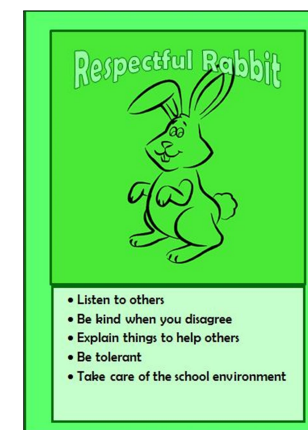 Respectful Rabbit
• Listen to others
• Be kind when you disagree
• Explain things to help others
• Be tolerant
• Take care of the school environment